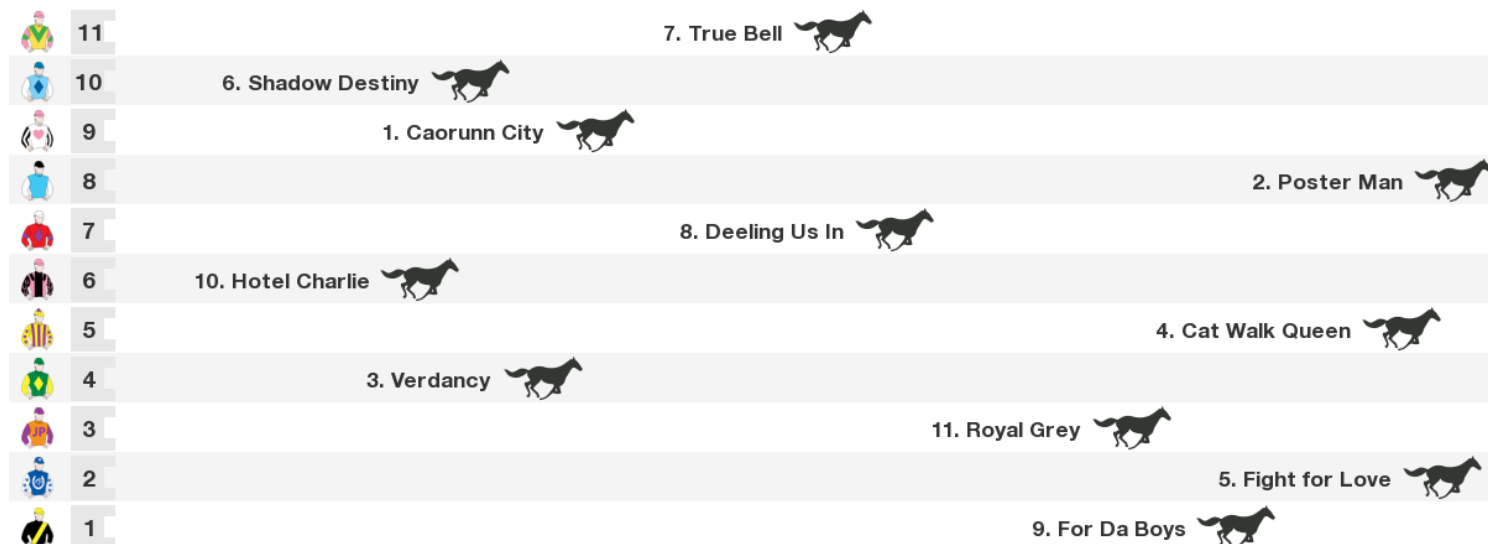 11 7. True Bell
10 6. Shadow Destiny
9 1. Caorunn City
8 2. Poster Man
7 8. Deeling Us In
6 10. Hotel Charlie
5 4. Cat Walk Queen
4 3. Verdancy
JP 3 11. Royal Grey
2 5. Fight for Love
1 9. For Da Boys